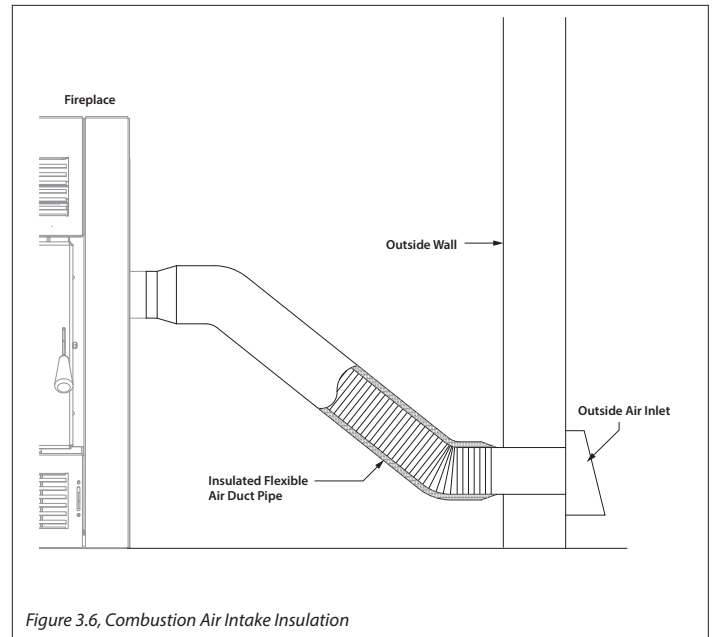 Fireplace
Outside Wall
Outside Air Inlet
Insulated Flexible
Air Duct Pipe
Figure 3.6, Combustion Air Intake Insulation